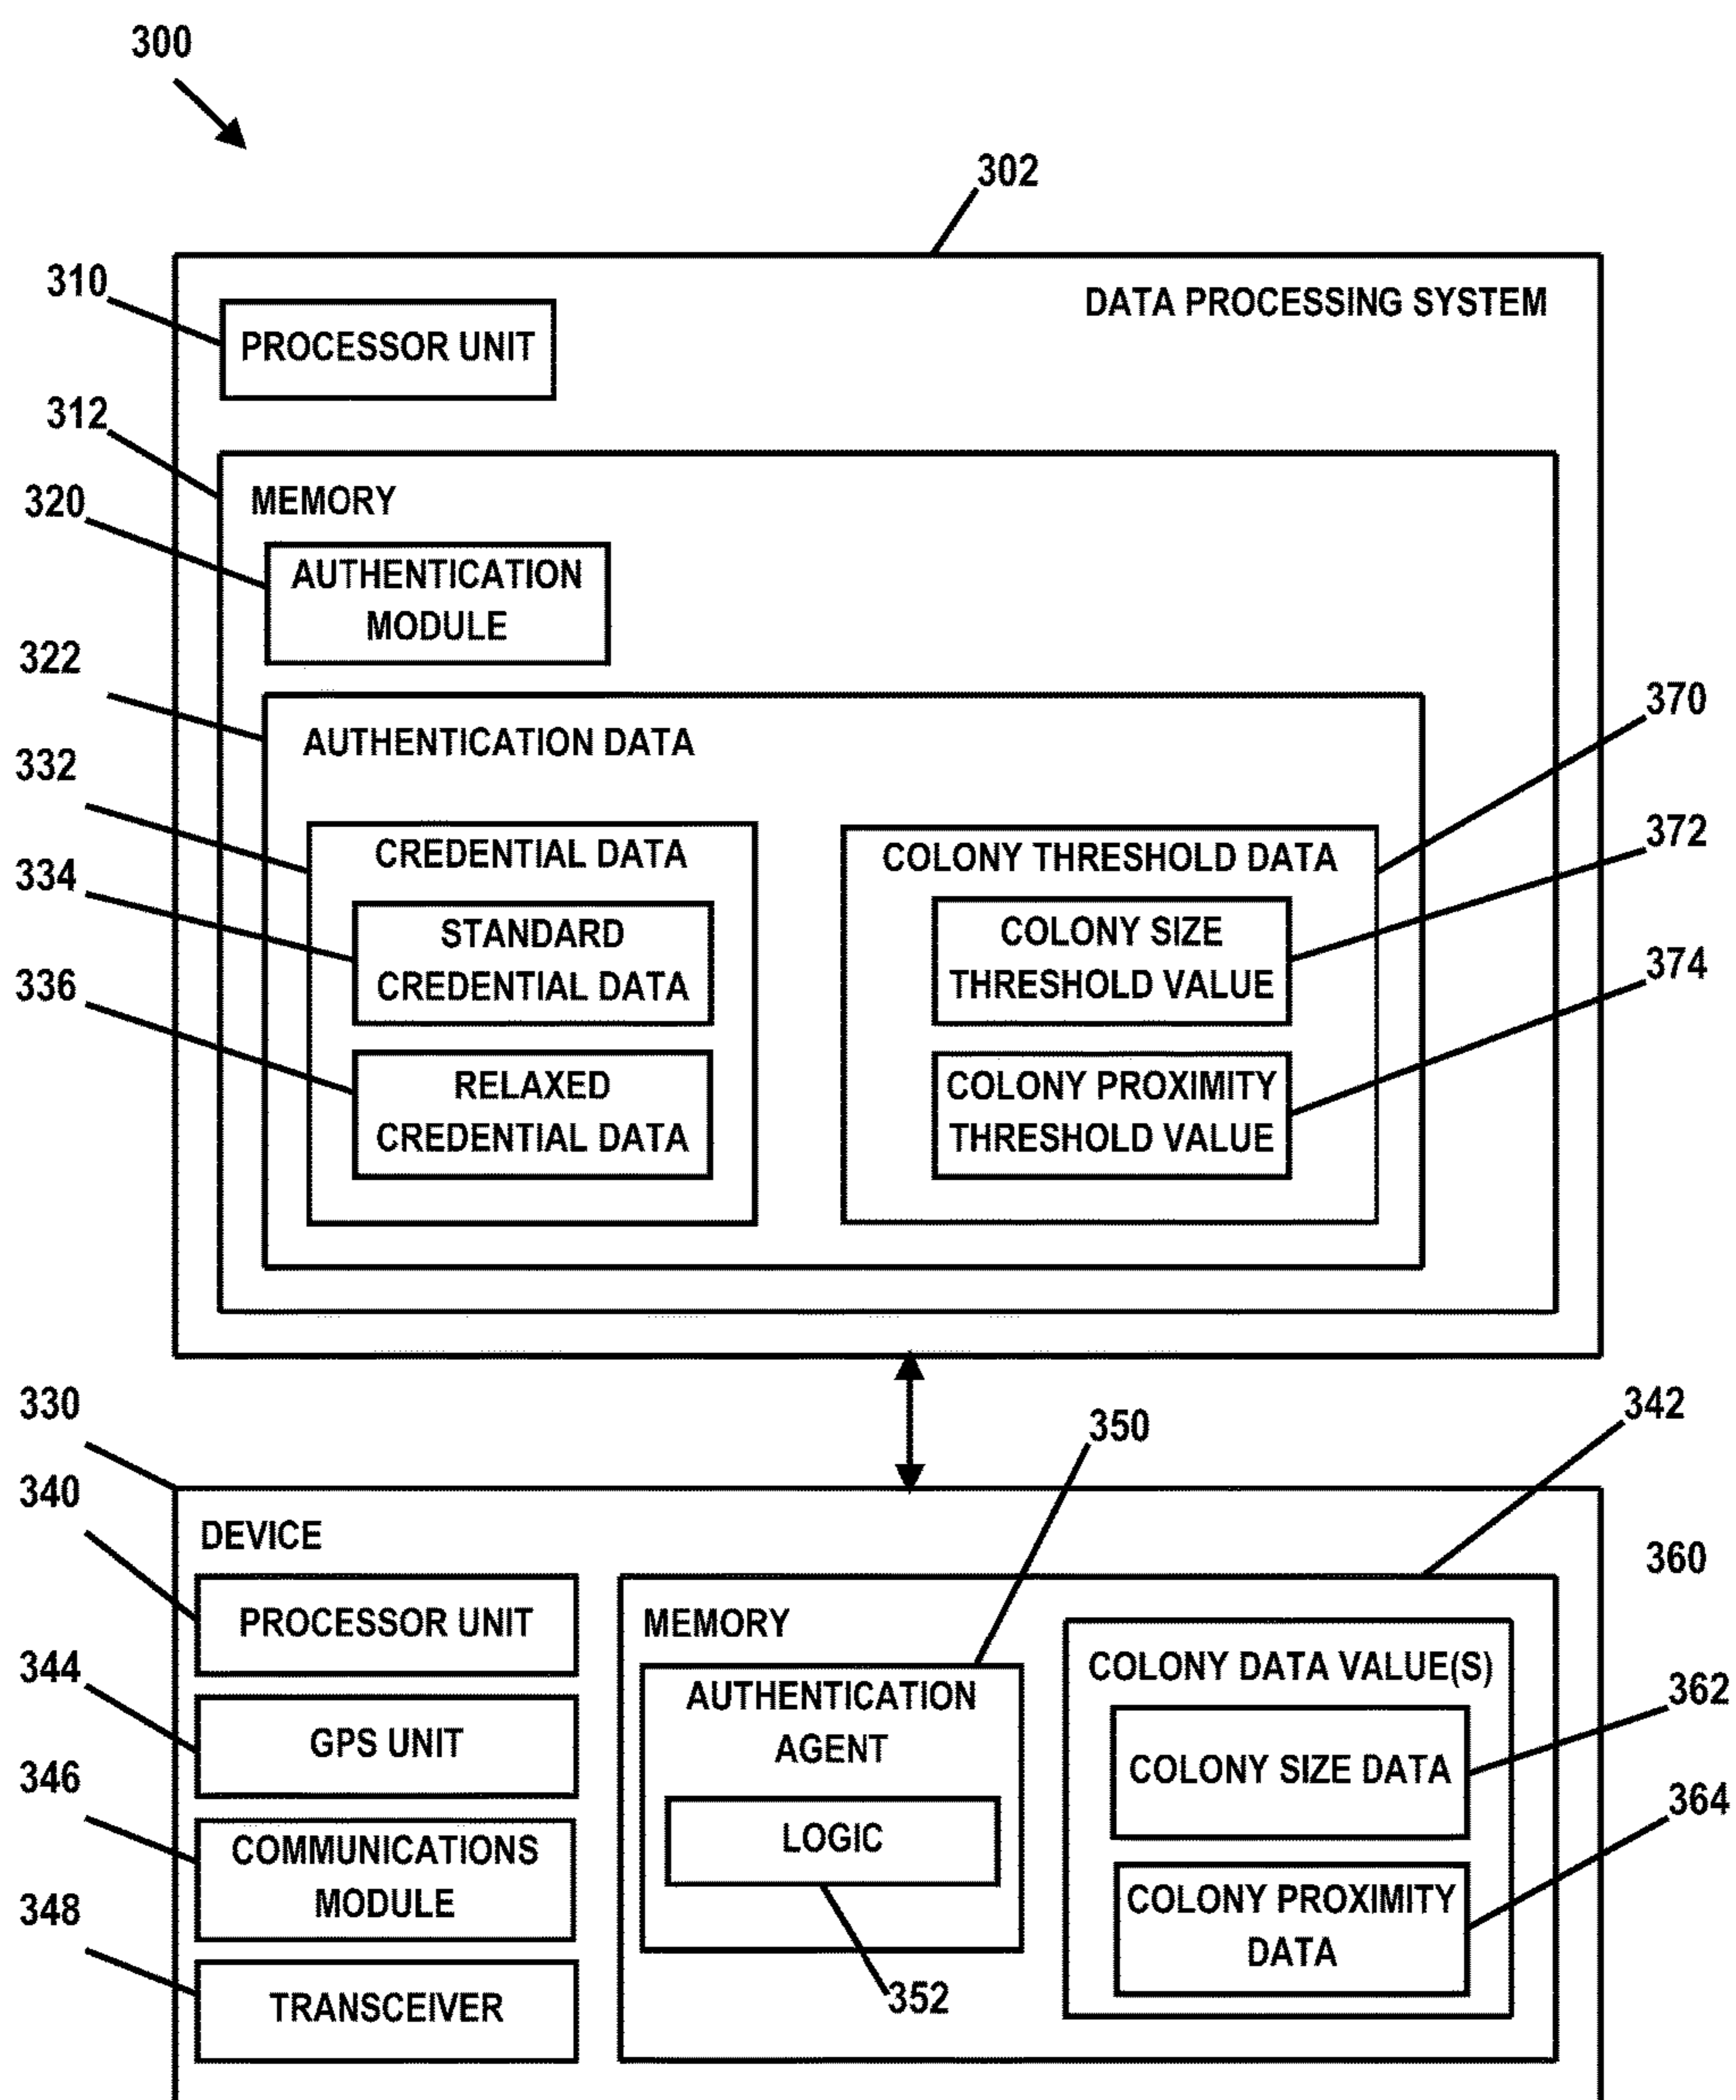 300
302
310
DATA PROCESSING SYSTEM
PROCESSOR UNIT
312
320
MEMORY
AUTHENTICATION
MODULE
322
370
AUTHENTICATION DATA
332
372
CREDENTIAL DATA
COLONY THRESHOLD DATA
334
STANDARD
CREDENTIAL DATA
COLONY SIZE
THRESHOLD VALUE
374
336
RELAXED
CREDENTIAL DATA
COLONY PROXIMITY
THRESHOLD VALUE
330
350
342
340
DEVICE
360
PROCESSOR UNIT
MEMORY
344
COLONY DATA VALUE(S)
362
AUTHENTICATION
AGENT
GPS UNIT
COLONY SIZE DATA
346
364
LOGIC
COMMUNICATIONS
MODULE
348
COLONY PROXIMITY
DATA
352
TRANSCEIVER